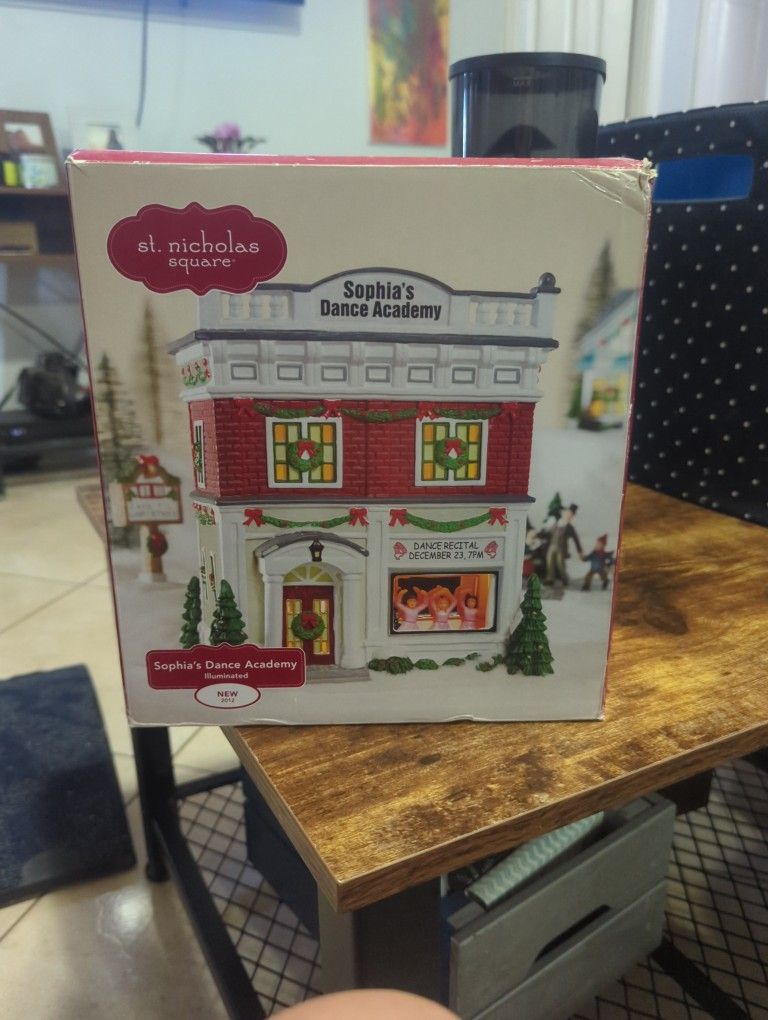 st. nicholas
square®
Sophia's
Dance Academy
DANCE RECITAL
DECEMBER 23, 7PM
Sophia's Dance Academy
Illuminated
NEW
2012